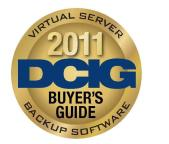 VIRTUAL SERVER
2011
DCIG
BUYER'S
GUIDE
BACKUP SOFTWARE